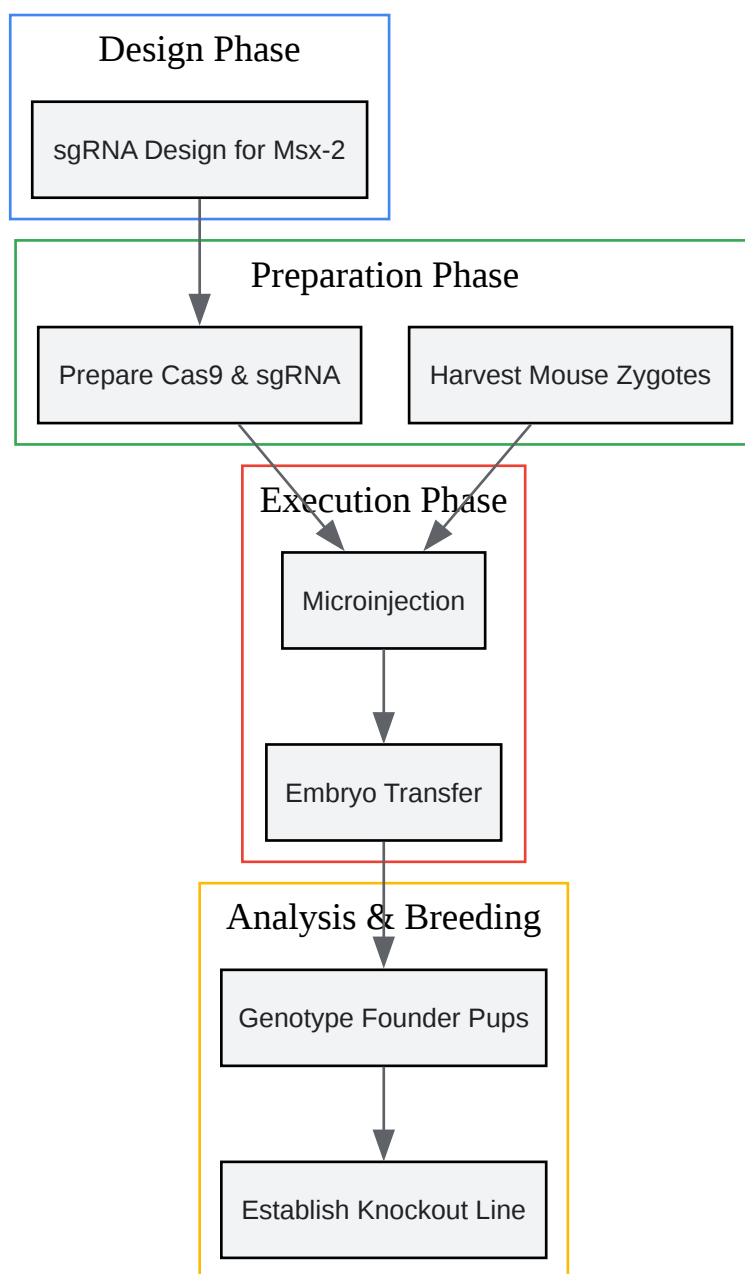 Design Phase
sgRNA Design for Msx-2
Preparation Phase
Prepare Cas9 & sgRNA
Harvest Mouse Zygotes
Execution Phase
Microinjection
Embryo Transfer
Analysis & Breeding
Genotype Founder Pups
Establish Knockout Line